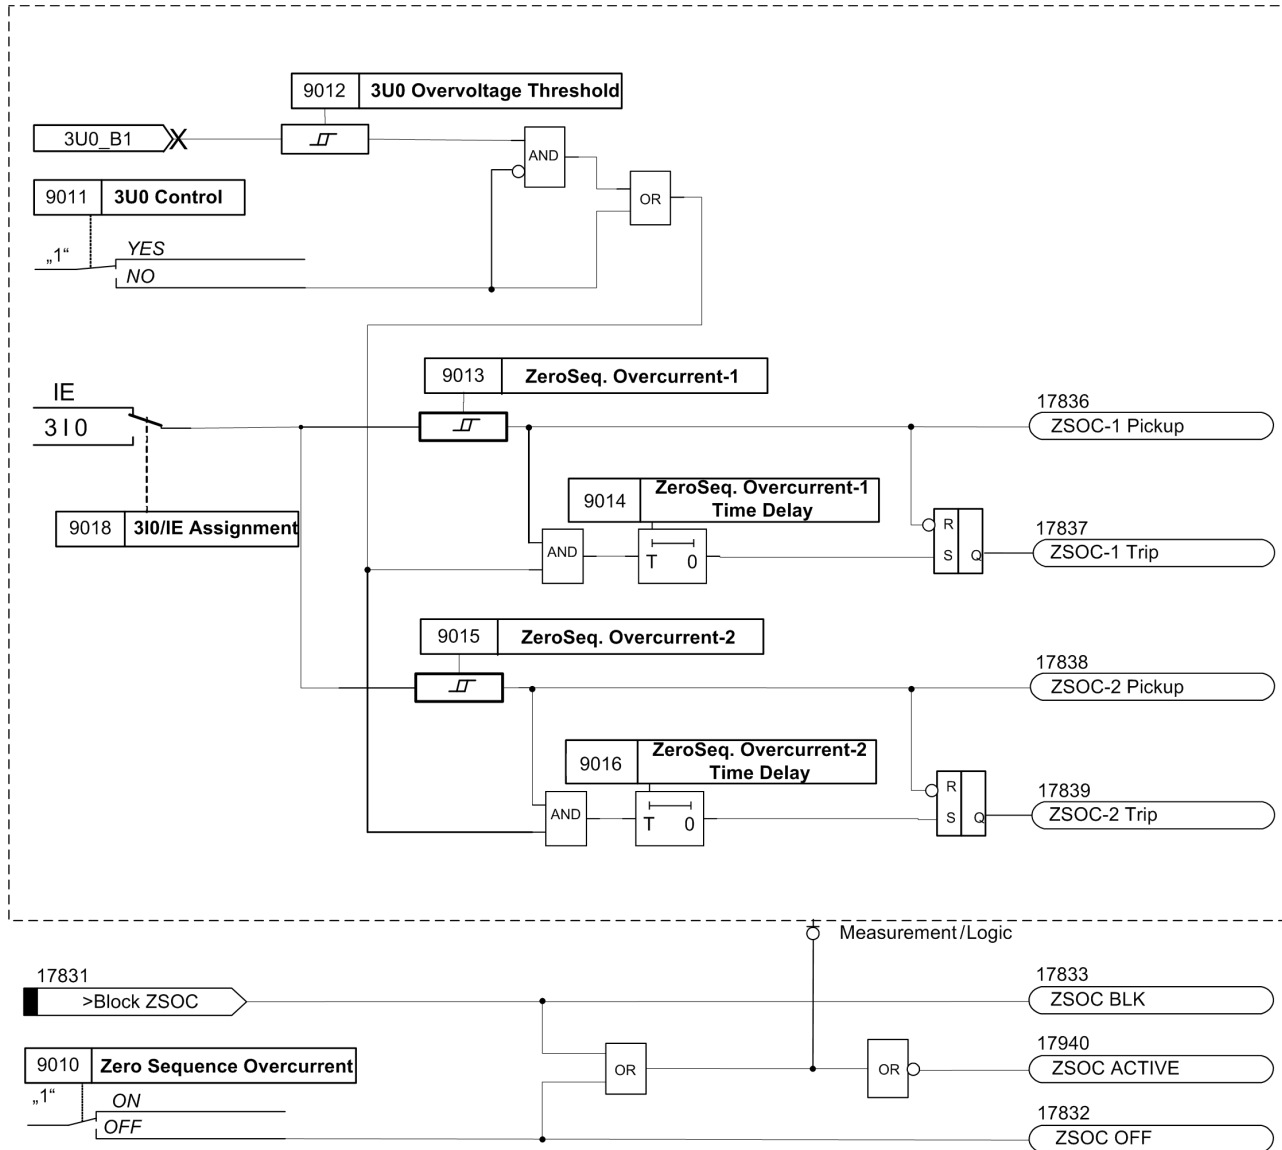 9012 3U0 Overvoltage Threshold
3U0_B1
AND
9011 3U0 Control
OR
„1“ YES
NO
9013 ZeroSeq. Overcurrent-1
IE
3I0
17836
ZSOC-1 Pickup
9014 ZeroSeq. Overcurrent-1
Time Delay
9018 3I0/IE Assignment
AND
T 0
R
S Q
17837
ZSOC-1 Trip
9015 ZeroSeq. Overcurrent-2
17838
ZSOC-2 Pickup
9016 ZeroSeq. Overcurrent-2
Time Delay
AND
T 0
R
S Q
17839
ZSOC-2 Trip
Measurement/Logic
17831
>Block ZSOC
17833
ZSOC BLK
9010 Zero Sequence Overcurrent
OR
OR
17940
ZSOC ACTIVE
„1“ ON
OFF
17832
ZSOC OFF